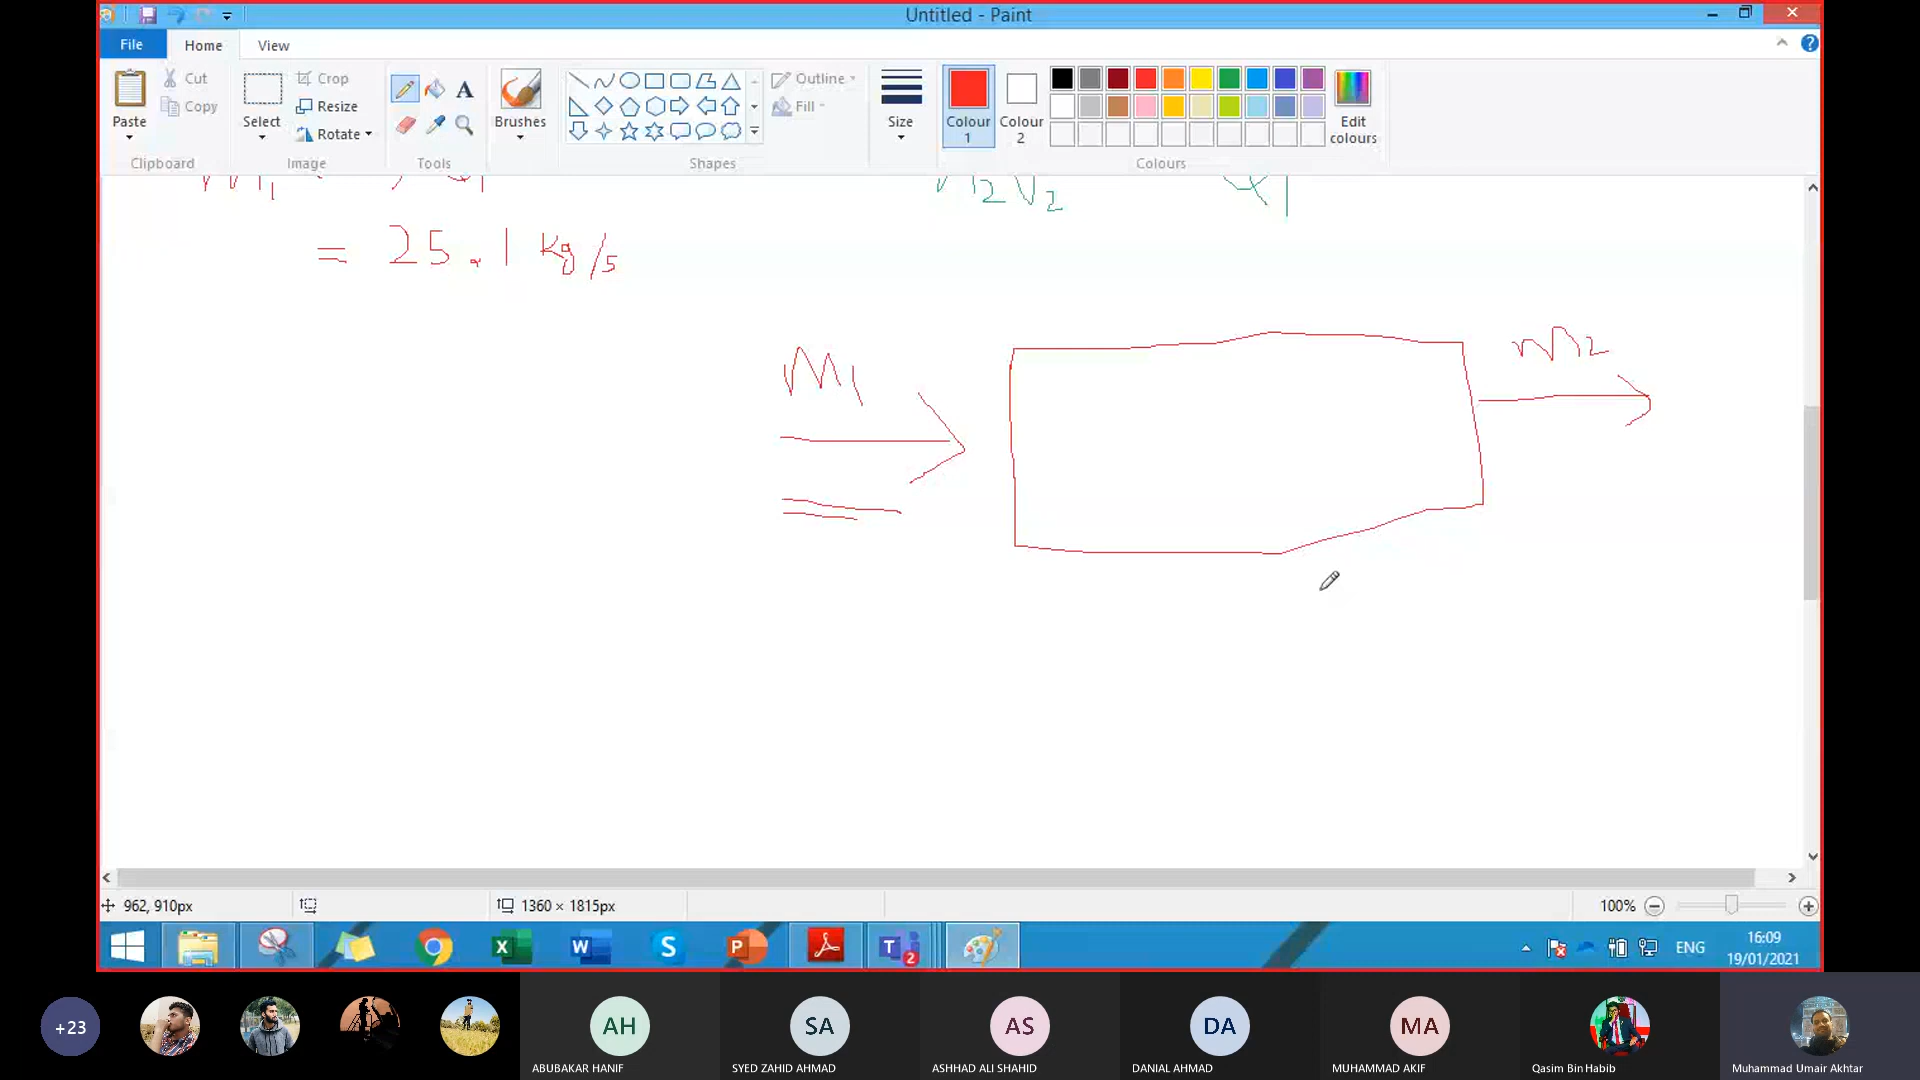 Untitled - Paint
File Home View
Paste Cut Copy
Clipboard
Select Crop Resize Rotate
Image
Tools
A
Brushes
Outline Fill
Shapes
Size
Colour 1 Colour 2
Edit colours
Colours
= 25.1 kg/s
M1
m2
962, 910px
1360 × 1815px
100%
X W S P T 2
ENG
16:09
19/01/2021
+23
AH SA AS DA MA
ABUBAKAR HANIF
SYED ZAHID AHMAD
ASHHAD ALI SHAHID
DANIAL AHMAD
MUHAMMAD AKIF
Qasim Bin Habib
Muhammad Umair Akhtar